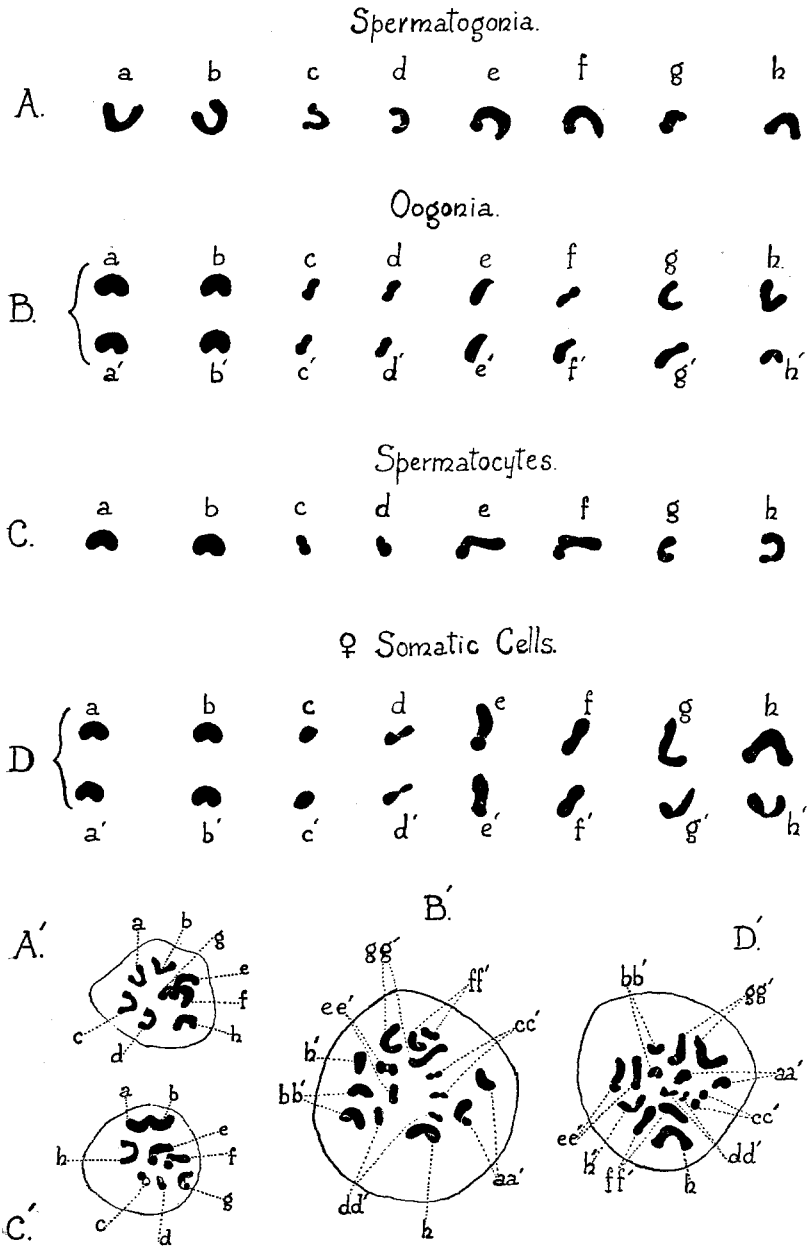 Spermatogonia.
a b c d e f g h
A.
Oogonia.
a b c d e f g h.
B.
a′ b′ c′ d′ e′ f′ g′ h′
Spermatocytes.
a b c d e f g h
C.
♀ Somatic Cells.
a b c d e f g h
D
a′ b′ c′ d′ e′ f′ g′ h′
A.′
a b g
e
f
h
c d
B.′
gg′ ff′
ee′ cc′
h′
bb′
aa′
dd′ h
D.′
bb′ gg′
aa′
cc′
ee′ dd′
h′
ff′ h
C.′
a b
e
h f
g
c d